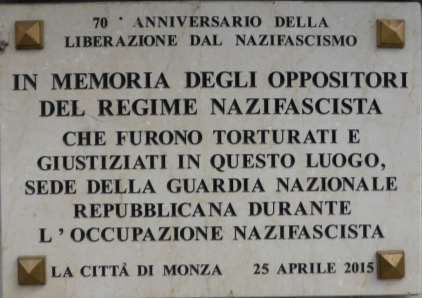 70° ANNIVERSARIO DELLA
LIBERAZIONE DAL NAZIFASCISMO
IN MEMORIA DEGLI OPPOSITORI
DEL REGIME NAZIFASCISTA
CHE FURONO TORTURATI E
GIUSTIZIATI IN QUESTO LUOGO,
SEDE DELLA GUARDIA NAZIONALE
REPUBBLICANA DURANTE
L'OCCUPAZIONE NAZIFASCISTA
LA CITTÀ DI MONZA 25 APRILE 2015